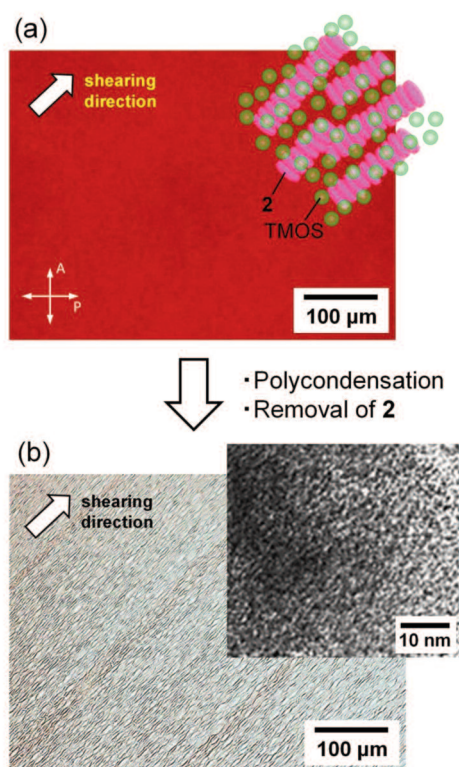 (a)
shearing
direction
2
TMOS
A
P
100 µm
・Polycondensation
・Removal of 2
(b)
shearing
direction
10 nm
100 µm